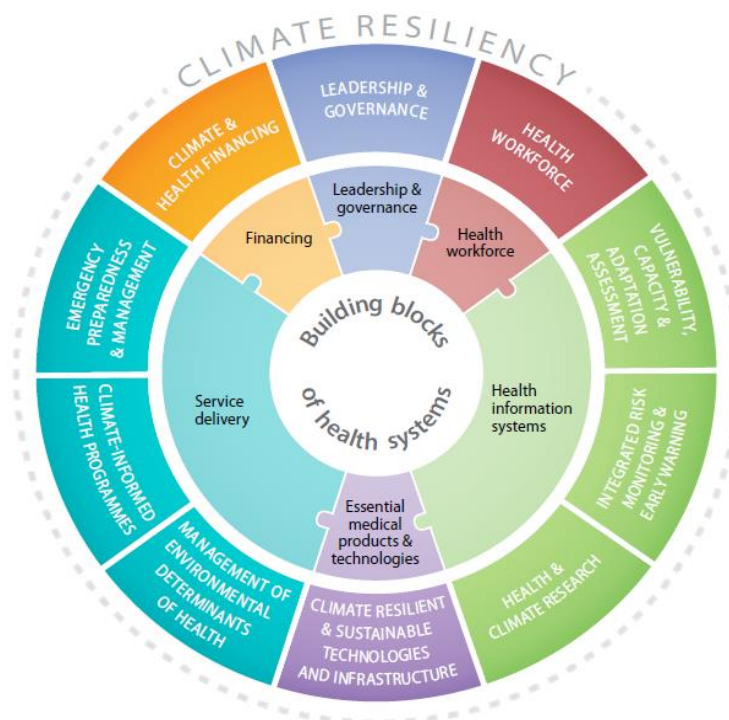 CLIMATE RESILIENCY
LEADERSHIP &
GOVERNANCE
HEALTH
WORKFORCE
VULNERABILITY,
CAPACITY &
ADAPTATION
ASSESSMENT
INTEGRATED RISK
MONITORING &
EARLY WARNING
HEALTH &
CLIMATE RESEARCH
CLIMATE RESILIENT
& SUSTAINABLE
TECHNOLOGIES
AND INFRASTRUCTURE
MANAGEMENT OF
ENVIRONMENTAL
DETERMINANTS
OF HEALTH
CLIMATE-INFORMED
HEALTH PROGRAMMES
EMERGENCY
PREPAREDNESS
& MANAGEMENT
CLIMATE &
HEALTH FINANCING
Leadership &
governance
Health
workforce
Health
information
systems
Essential
medical
products &
technologies
Service
delivery
Financing
Building blocks
of health systems